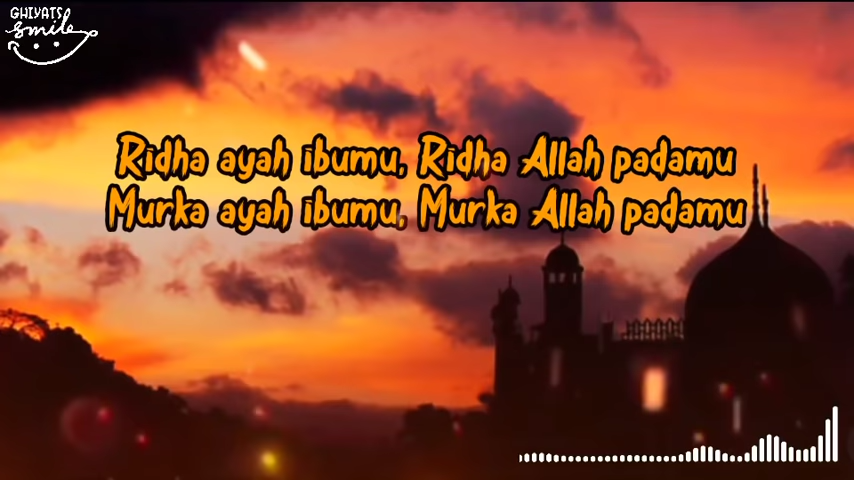 GHIYATS
smile
Ridha ayah ibumu, Ridha Allah padamu
Murka ayah ibumu, Murka Allah padamu